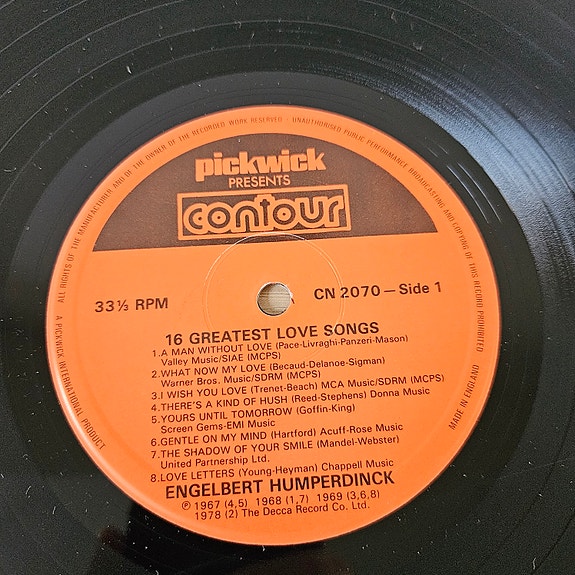 ALL RIGHTS OF THE MANUFACTURER AND OF THE OWNER OF THE RECORDED WORK RESERVED - UNAUTHORISED PUBLIC PERFORMANCE BROADCASTING AND COPYING OF THIS RECORD PROHIBITED
pickwick
PRESENTS
contour
33⅓ RPM
CN 2070 – Side 1
16 GREATEST LOVE SONGS
1.A MAN WITHOUT LOVE (Pace-Livraghi-Panzeri-Mason)
Valley Music/SIAE (MCPS)
2.WHAT NOW MY LOVE (Becaud-Delanoe-Sigman)
Warner Bros. Music/SDRM (MCPS)
3.I WISH YOU LOVE (Trenet-Beach) MCA Music/SDRM (MCPS)
4.THERE'S A KIND OF HUSH (Reed-Stephens) Donna Music
5.YOURS UNTIL TOMORROW (Goffin-King)
Screen Gems-EMI Music
6.GENTLE ON MY MIND (Hartford) Acuff-Rose Music
7.THE SHADOW OF YOUR SMILE (Mandel-Webster)
United Partnership Ltd.
8.LOVE LETTERS (Young-Heyman) Chappell Music
ENGELBERT HUMPERDINCK
℗ 1967 (4,5) 1968 (1,7) 1969 (3,6,8)
1978 (2) The Decca Record Co. Ltd.
A PICKWICK INTERNATIONAL PRODUCT
MADE IN ENGLAND